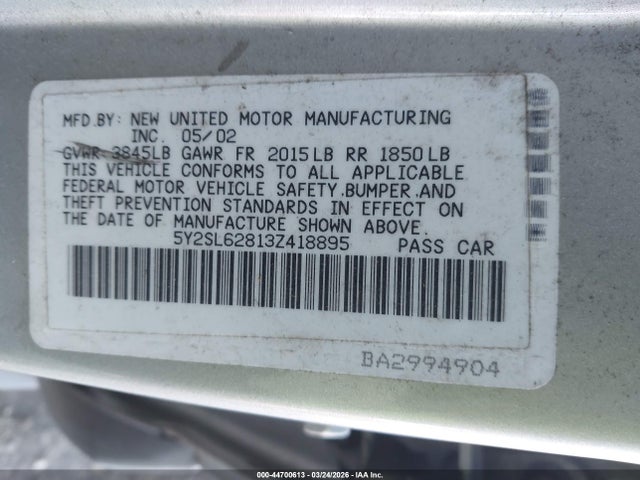 MFD.BY: NEW UNITED MOTOR MANUFACTURING
INC. 05/02
GVWR 3845LB GAWR FR 2015LB RR 1850LB
THIS VEHICLE CONFORMS TO ALL APPLICABLE
FEDERAL MOTOR VEHICLE SAFETY,BUMPER,AND
THEFT PREVENTION STANDARDS IN EFFECT ON
THE DATE OF MANUFACTURE SHOWN ABOVE.
5Y2SL62813Z418895 PASS CAR
BA2994904
000-44700613 - 03/24/2026 - IAA Inc.